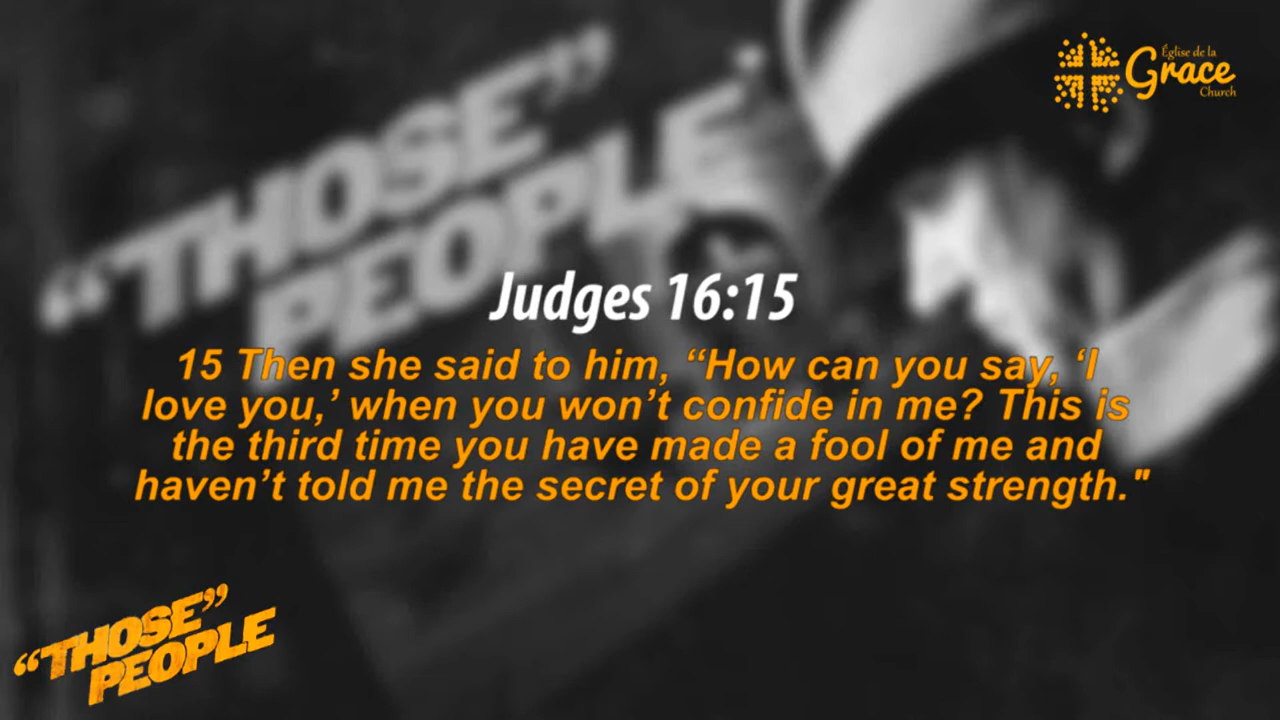 “THOSE”
PEOPLE
Église de la
Grace
Church
Judges 16:15
15 Then she said to him, “How can you say, ‘I
love you,’ when you won’t confide in me? This is
the third time you have made a fool of me and
haven’t told me the secret of your great strength."
“THOSE”
PEOPLE